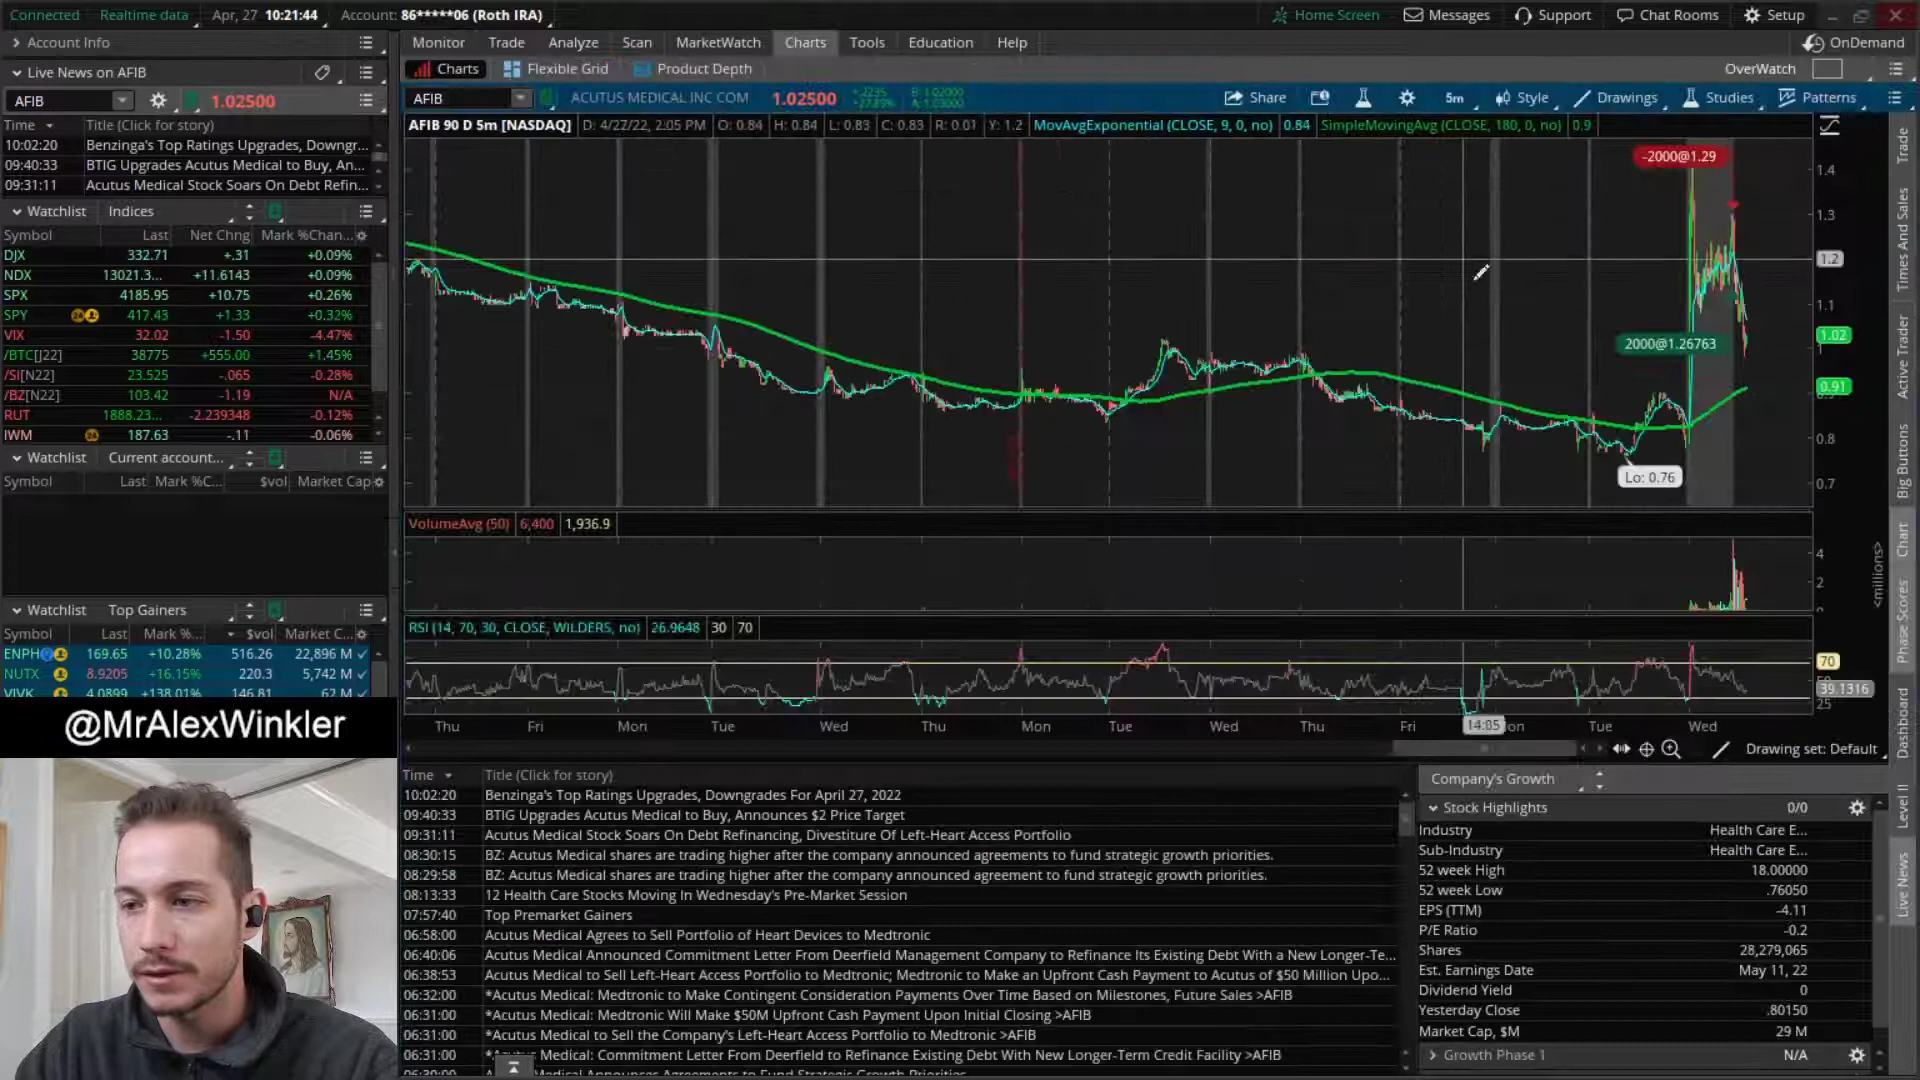 Connected Realtime data Apr, 27 10:21:44 Account: 86*****06 (Roth IRA) Home Screen Messages Support Chat Rooms Setup
Account Info Monitor Trade Analyze Scan MarketWatch Charts Tools Education Help OnDemand
Live News on AFIB Charts Flexible Grid Product Depth OverWatch
AFIB 1.02500 AFIB ACUTUS MEDICAL INC COM 1.02500 +.2235 +27.89% B: 1.02000 A: 1.03000 Share 5m Style Drawings Studies Patterns
Time Title (Click for story)
10:02:20 Benzinga's Top Ratings Upgrades, Downgr...
09:40:33 BTIG Upgrades Acutus Medical to Buy, An...
09:31:11 Acutus Medical Stock Soars On Debt Refin...
Watchlist Indices
Symbol Last Net Chng Mark %Chan...
DJX 332.71 +.31 +0.09%
NDX 13021.3... +11.6143 +0.09%
SPX 4185.95 +10.75 +0.26%
SPY 417.43 +1.33 +0.32%
VIX 32.02 -1.50 -4.47%
/BTC[J22] 38775 +555.00 +1.45%
/SI[N22] 23.525 -.065 -0.28%
/BZ[N22] 103.42 -1.19 N/A
RUT 1888.23... -2.239348 -0.12%
IWM 187.63 -.11 -0.06%
Watchlist Current account...
Symbol Last Mark %C... $vol Market Cap
Watchlist Top Gainers
Symbol Last Mark %... $vol Market C...
ENPH 169.65 +10.28% 516.26 22,896 M
NUTX 8.9205 +16.15% 220.3 5,742 M
VIVK 4.0899 +138.01% 146.81 62 M
@MrAlexWinkler
AFIB 90 D 5m [NASDAQ] D: 4/27/22, 2:05 PM O: 0.84 H: 0.84 L: 0.83 C: 0.83 R: 0.01 Y: 1.2 MovAvgExponential (CLOSE, 9, 0, no) 0.84 SimpleMovingAvg (CLOSE, 180, 0, no) 0.9
-2000@1.29
1.4
1.3
1.2
1.1
1.02
2000@1.26763
0.91
0.8
Lo: 0.76
0.7
VolumeAvg (50) 6,400 1,936.9
4
2
<millions>
RSI (14, 70, 30, CLOSE, WILDERS, no) 26.9648 30 70
70
39.1316
25
Thu Fri Mon Tue Wed Thu Mon Tue Wed Thu Fri 14:05 Tue Wed
Drawing set: Default
Time Title (Click for story)
10:02:20 Benzinga's Top Ratings Upgrades, Downgrades For April 27, 2022
09:40:33 BTIG Upgrades Acutus Medical to Buy, Announces $2 Price Target
09:31:11 Acutus Medical Stock Soars On Debt Refinancing, Divestiture Of Left-Heart Access Portfolio
08:30:15 BZ: Acutus Medical shares are trading higher after the company announced agreements to fund strategic growth priorities.
08:29:58 BZ: Acutus Medical shares are trading higher after the company announced agreement to fund strategic growth priorities.
08:13:33 12 Health Care Stocks Moving In Wednesday's Pre-Market Session
07:57:40 Top Premarket Gainers
06:58:00 Acutus Medical Agrees to Sell Portfolio of Heart Devices to Medtronic
06:40:06 Acutus Medical Announced Commitment Letter From Deerfield Management Company to Refinance Its Existing Debt With a New Longer-Te...
06:38:53 Acutus Medical to Sell Left-Heart Access Portfolio to Medtronic; Medtronic to Make an Upfront Cash Payment to Acutus of $50 Million Upo...
06:32:00 *Acutus Medical: Medtronic to Make Contingent Consideration Payments Over Time Based on Milestones, Future Sales >AFIB
06:31:00 *Acutus Medical: Medtronic Will Make $50M Upfront Cash Payment Upon Initial Closing >AFIB
06:31:00 *Acutus Medical to Sell the Company's Left-Heart Access Portfolio to Medtronic >AFIB
06:31:00 *Acutus Medical: Commitment Letter From Deerfield to Refinance Existing Debt With New Longer-Term Credit Facility >AFIB
Company's Growth
Stock Highlights 0/0
Industry Health Care E...
Sub-Industry Health Care E...
52 week High 18.00000
52 week Low .76050
EPS (TTM) -4.11
P/E Ratio -0.2
Shares 28,279,065
Est. Earnings Date May 11, 22
Dividend Yield 0
Yesterday Close .80150
Market Cap, $M 29 M
Growth Phase 1 N/A
Trade
Times And Sales
Active Trader
Big Buttons
Chart
Phase Scores
Dashboard
Level II
Live News